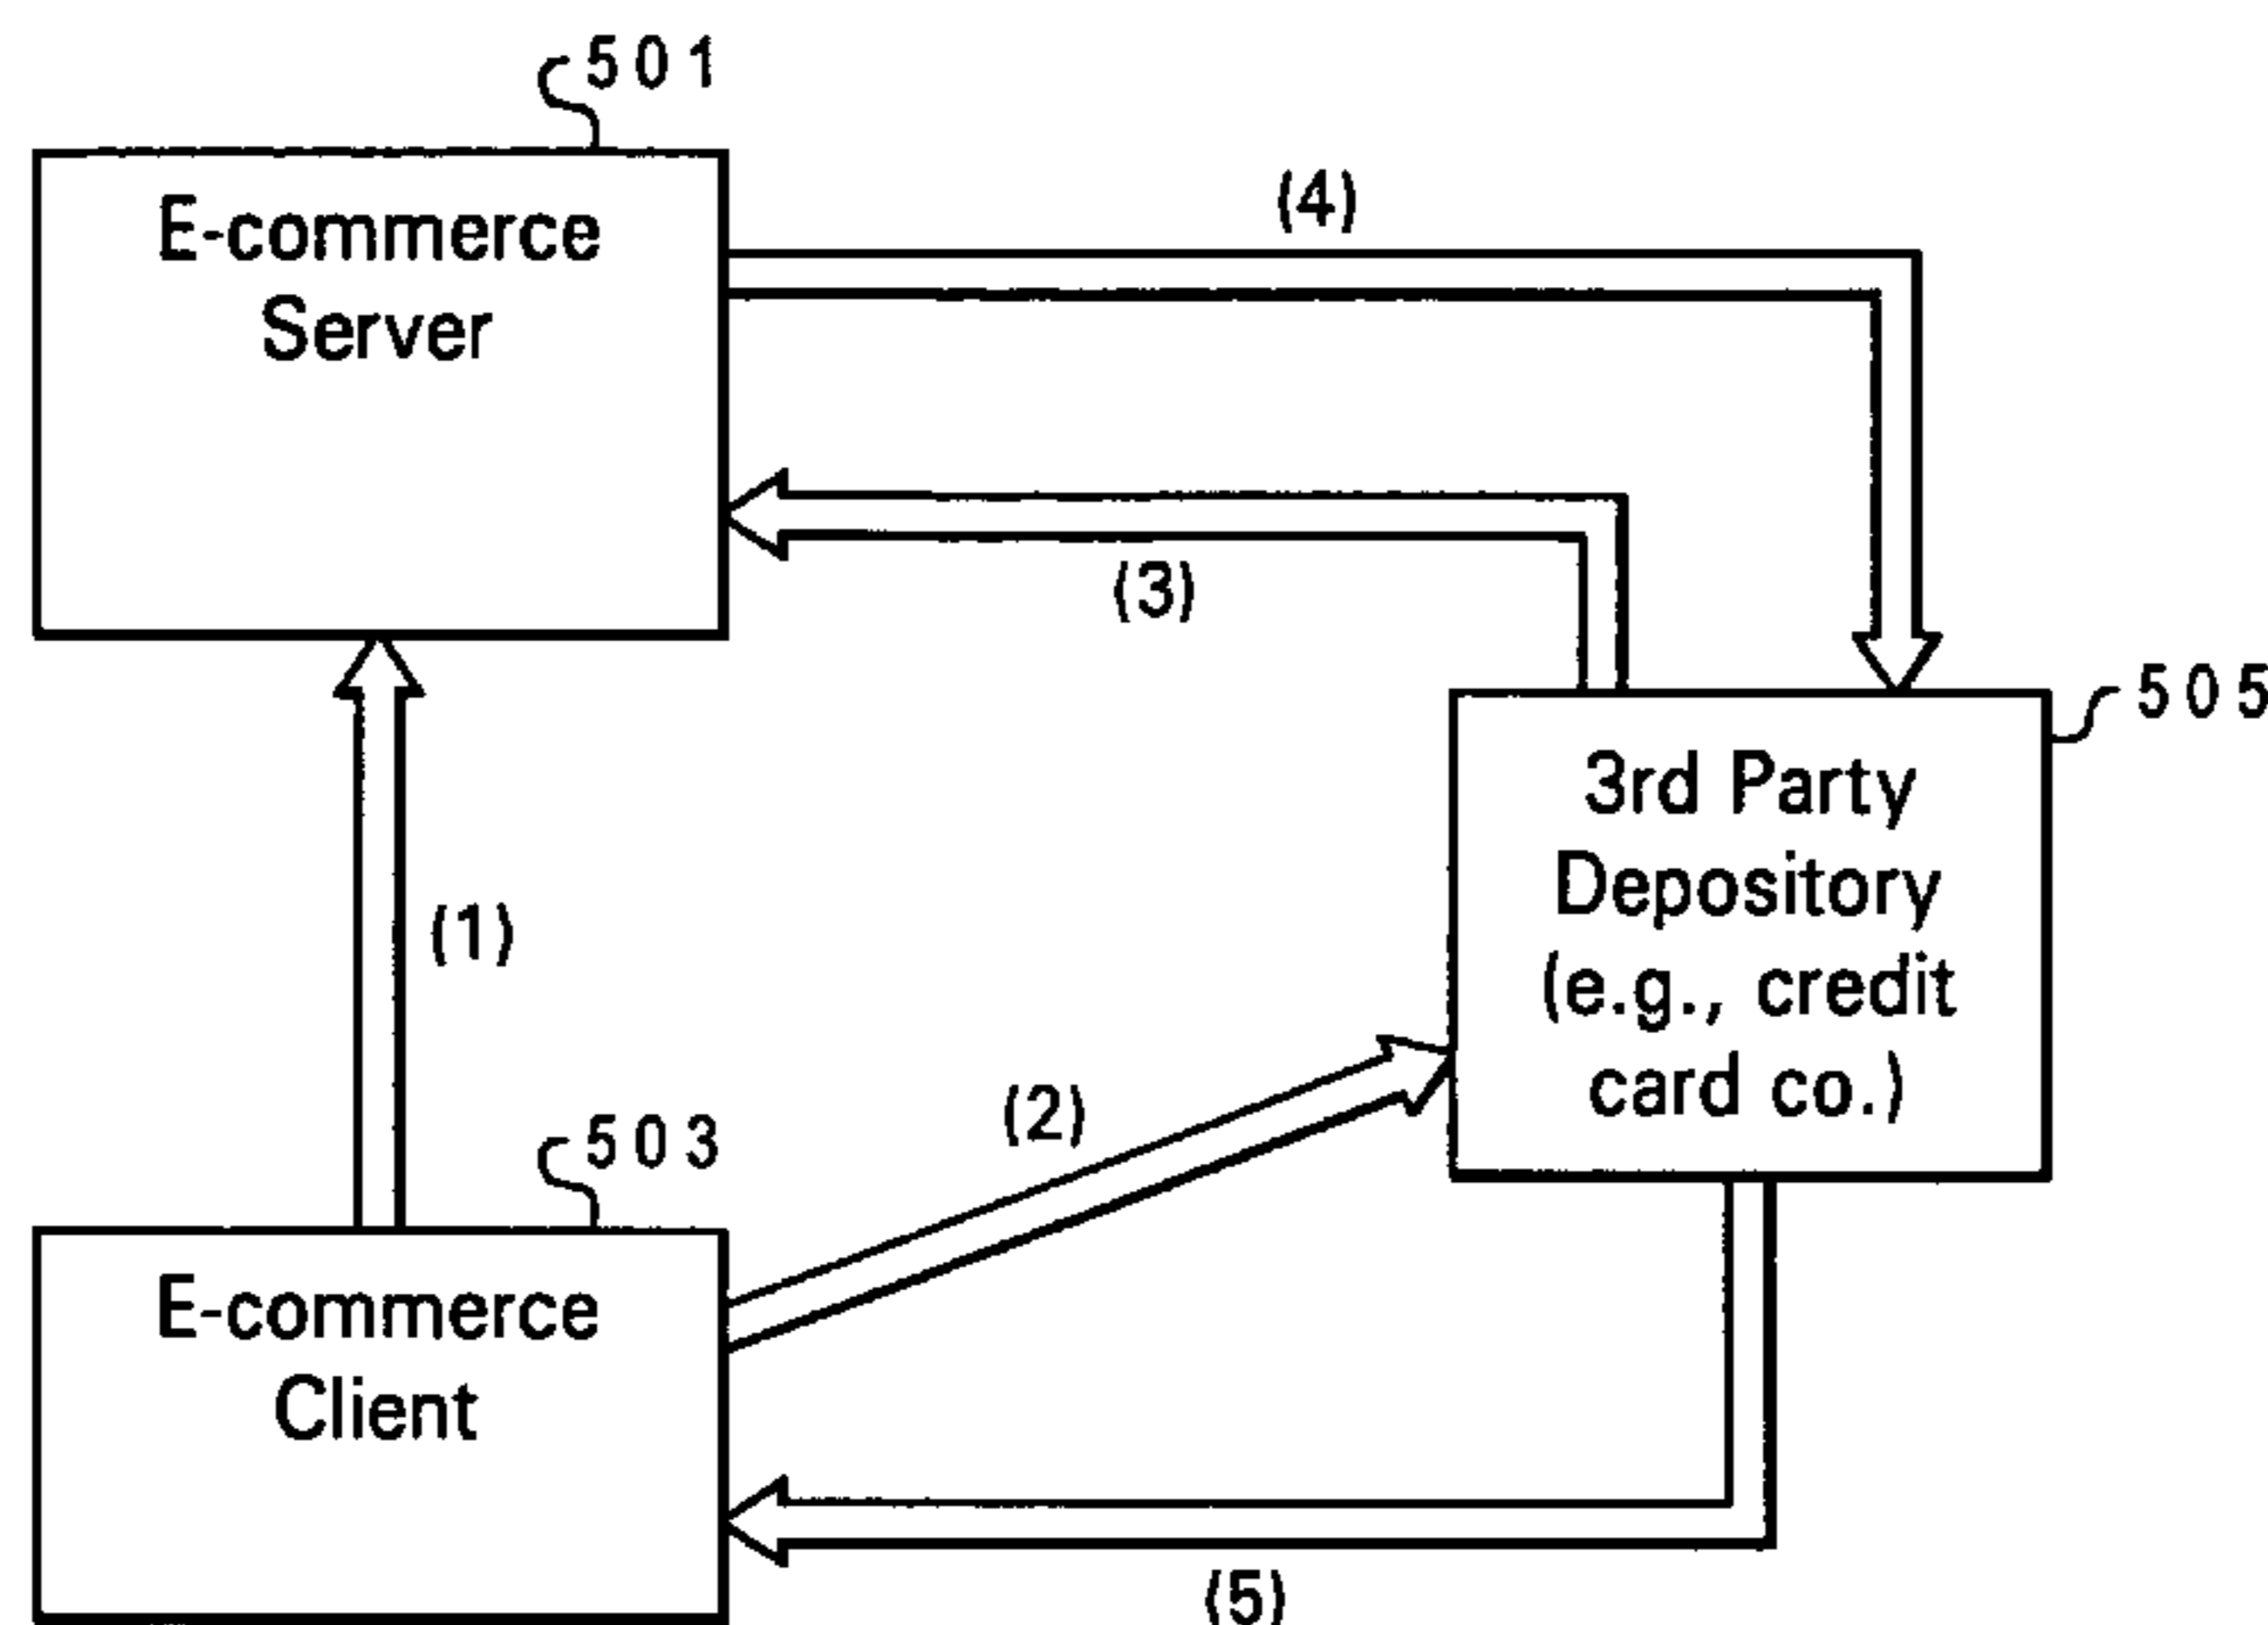 501
E-commerce
Server
(4)
(3)
505
3rd Party
Depository
(e.g., credit
card co.)
(1)
(2)
503
E-commerce
Client
(5)